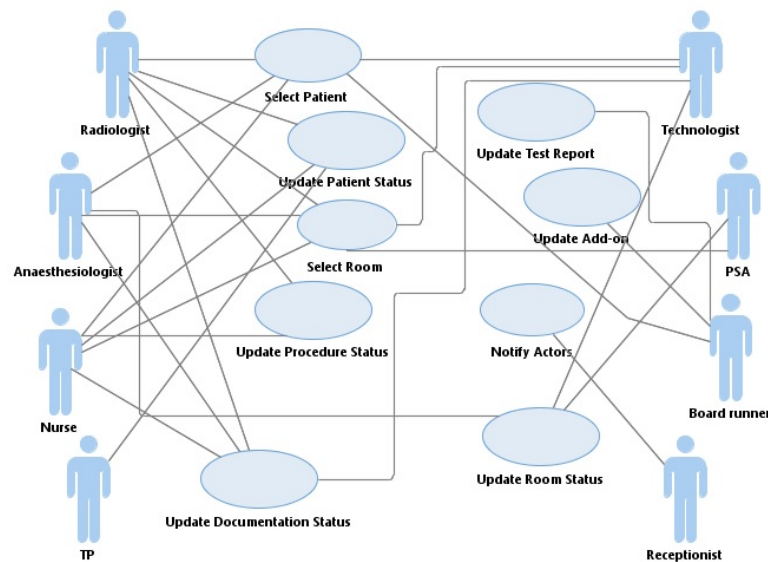 Select Patient
Radiologist
Technologist
Update Test Report
Update Patient Status
Update Add-on
Anaesthesiologist
Select Room
PSA
Update Procedure Status
Notify Actors
Board runner
Nurse
Update Room Status
Update Documentation Status
TP
Receptionist